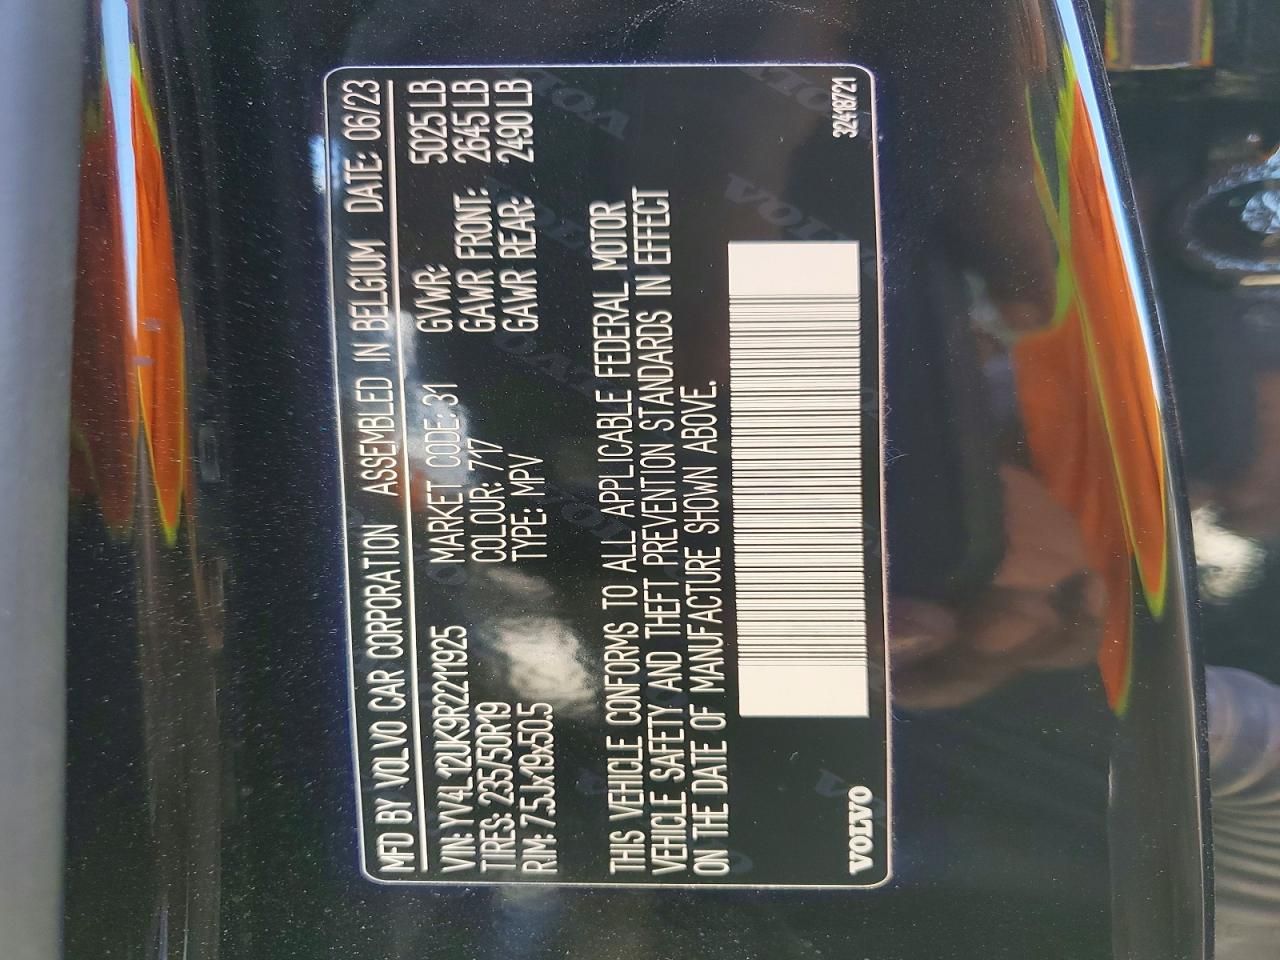 MFD BY VOLVO CAR CORPORATION ASSEMBLED IN BELGIUM DATE: 06/23
VIN: YV4L12UK9R2211925 MARKET CODE: 31 GVWR: 5025 LB
TIRES: 235/50R19 COLOUR: 717 GAWR FRONT: 2645 LB
RIM: 7.5Jx19x50.5 TYPE: MPV GAWR REAR: 2490 LB
THIS VEHICLE CONFORMS TO ALL APPLICABLE FEDERAL MOTOR
VEHICLE SAFETY AND THEFT PREVENTION STANDARDS IN EFFECT
ON THE DATE OF MANUFACTURE SHOWN ABOVE.
VOLVO 32418721